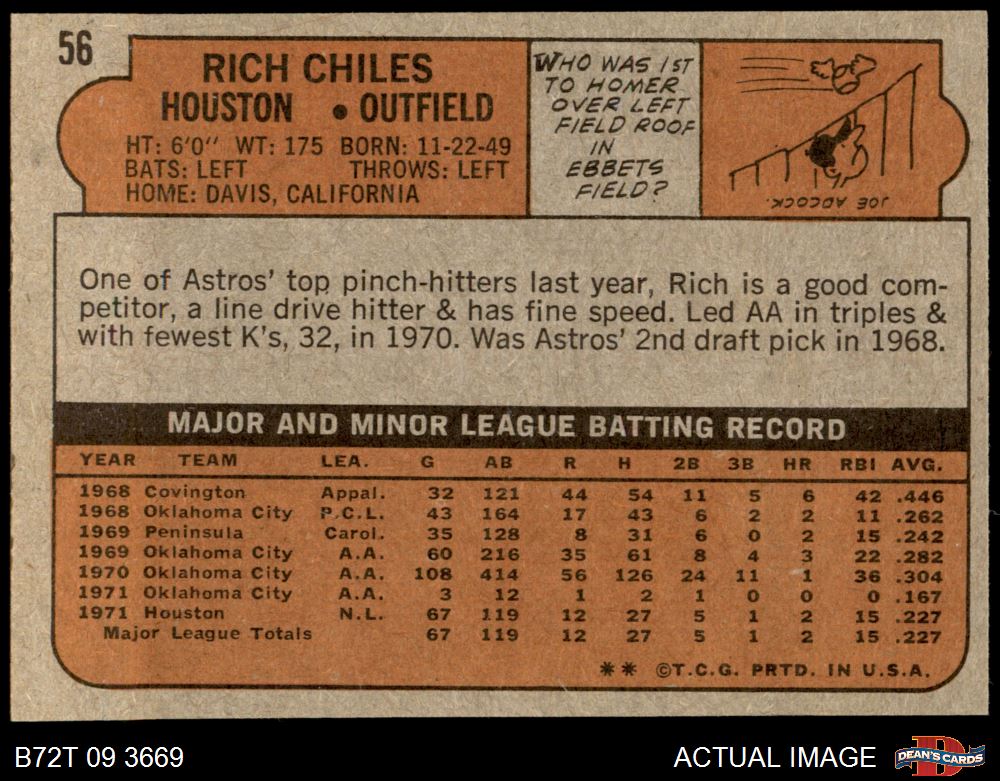 56
RICH CHILES
HOUSTON • OUTFIELD
HT: 6'0" WT: 175 BORN: 11-22-49
BATS: LEFT THROWS: LEFT
HOME: DAVIS, CALIFORNIA
WHO WAS 1ST
TO HOMER
OVER LEFT
FIELD ROOF
IN
EBBETS
FIELD?
JOE ADCOCK.
One of Astros' top pinch-hitters last year, Rich is a good com-
petitor, a line drive hitter & has fine speed. Led AA in triples &
with fewest K's, 32, in 1970. Was Astros' 2nd draft pick in 1968.
MAJOR AND MINOR LEAGUE BATTING RECORD
YEAR TEAM LEA. G AB R H 2B 3B HR RBI AVG.
1968 Covington Appal. 32 121 44 54 11 5 6 42 .446
1968 Oklahoma City P.C.L. 43 164 17 43 6 2 2 11 .262
1969 Peninsula Carol. 35 128 8 31 6 0 2 15 .242
1969 Oklahoma City A.A. 60 216 35 61 8 4 3 22 .282
1970 Oklahoma City A.A. 108 414 56 126 24 11 1 36 .304
1971 Oklahoma City A.A. 3 12 1 2 1 0 0 0 .167
1971 Houston N.L. 67 119 12 27 5 1 2 15 .227
Major League Totals 67 119 12 27 5 1 2 15 .227
** ©T.C.G. PRTD. IN U.S.A.
B72T 09 3669 ACTUAL IMAGE DEAN'S CARDS